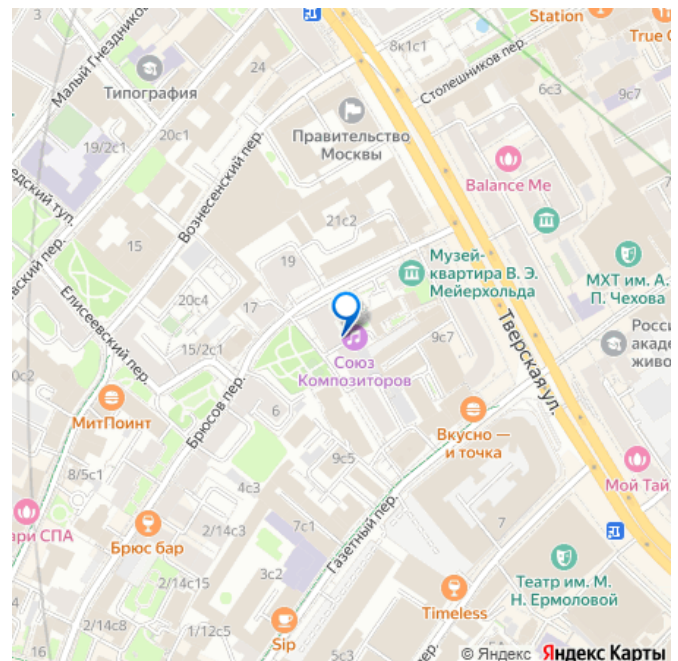 3
Малый Гнездников
Station
True
24
8к1с1
Столешников пер.
6с3
9с7
Типография
20с1
19/2с1
Правительство
Москвы
Вознесенский пер.
Balance Me
едский туп.
21с2
15
19
Музей-
квартира В. Э.
Мейерхольда
МХТ им. А.
П. Чехова
вский пер.
Елисеевский пер.
20с4
17
Тверская ул.
9с7
Росси
акаде
живо
15/2с1
Союз
Композиторов
0с2
Брюсов пер.
6
МитПоинт
Вкусно —
и точка
9с5
8/5с1
4с3
Мой Тай
ари СПА
Брюс бар
2/14с3
7с1
Газетный пер.
7
2/14с15
3с2
Театр им. М.
Н. Ермоловой
Timeless
2/14с8
1/12с5
Sip
пер.
© Яндекс Яндекс Карты